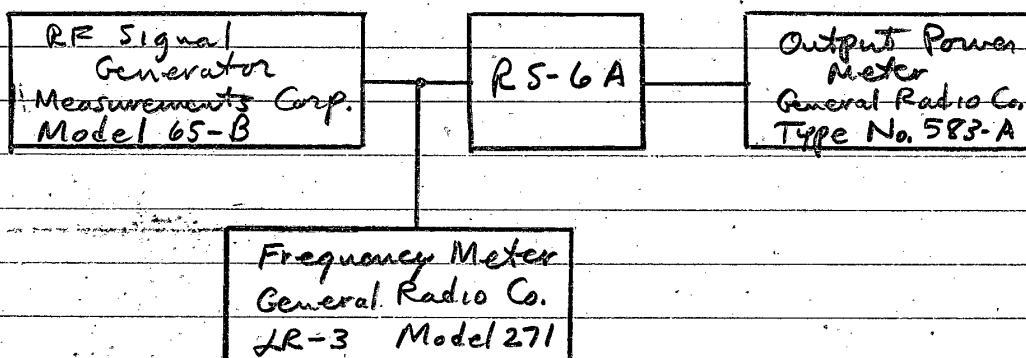 RF Signal
Generator
Measurements Corp.
Model 65-B
RS-6A
Output Power
Meter
General Radio Co.
Type No. 583-A
Frequency Meter
General Radio Co.
LR-3 Model 271